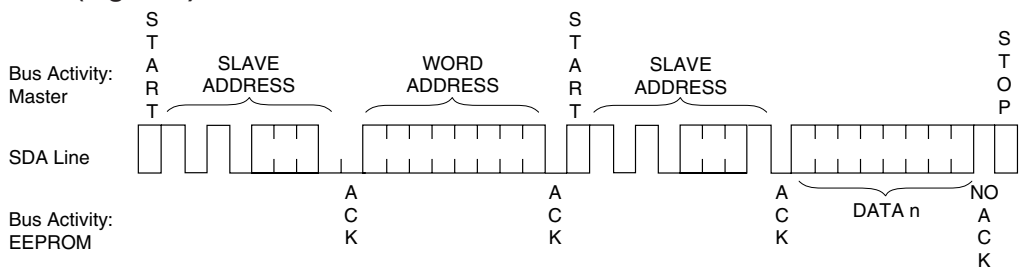 START
START
STOP
Bus Activity:
Master
SLAVE
ADDRESS
WORD
ADDRESS
SLAVE
ADDRESS
SDA Line
Bus Activity:
EEPROM
ACK
ACK
ACK
DATA n
NO ACK